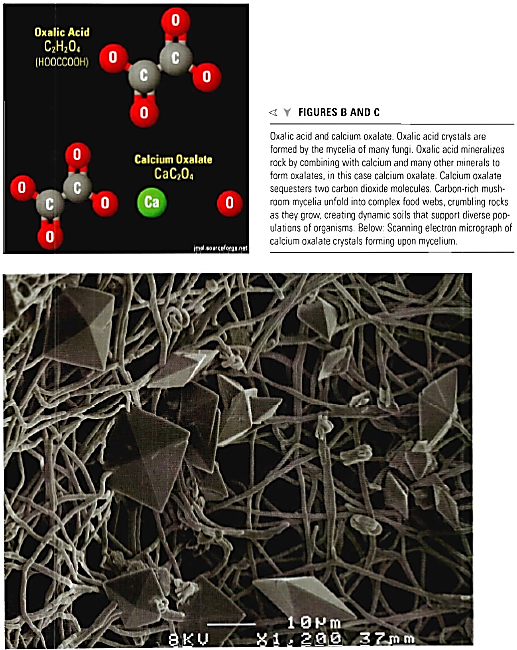 Oxalic Acid
C₂H₂O₄
(HOOCCOOH)
O
O
C
C
O
O
O
C
O
C
O
Calcium Oxalate
CaC₂O₄
Ca
O
jmol.sourceforge.net
FIGURES B AND C
Oxalic acid and calcium oxalate. Oxalic acid crystals are
formed by the mycelia of many fungi. Oxalic acid mineralizes
rock by combining with calcium and many other minerals to
form oxalates, in this case calcium oxalate. Calcium oxalate
sequesters two carbon dioxide molecules. Carbon-rich mush-
room mycelia unfold into complex food webs, crumbling rocks
as they grow, creating dynamic soils that support diverse pop-
ulations of organisms. Below: Scanning electron micrograph of
calcium oxalate crystals forming upon mycelium.
10µm
8KV X1,200 37mm